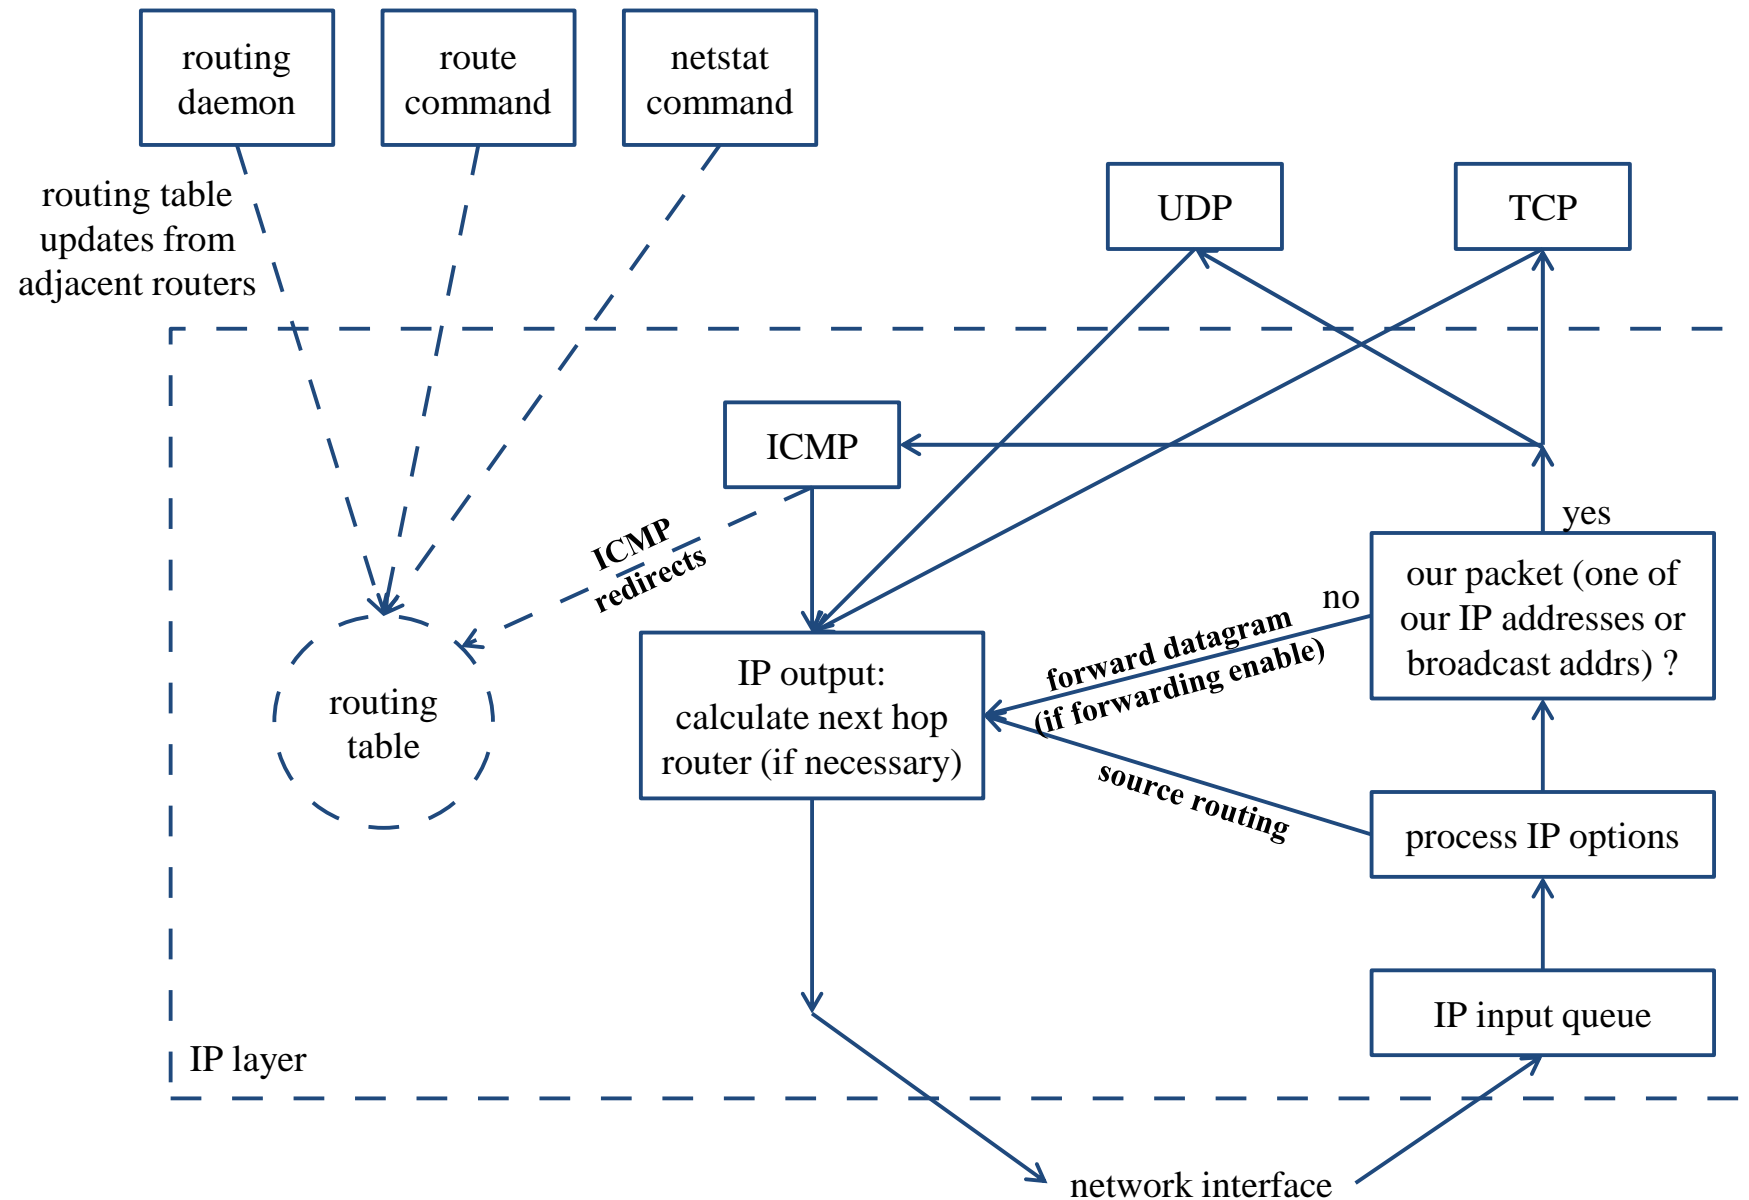 routing
daemon
route
command
netstat
command
routing table
updates from
adjacent routers
UDP
TCP
ICMP
ICMP
redirects
yes
our packet (one of
our IP addresses or
broadcast addrs) ?
no
forward datagram
(if forwarding enable)
IP output:
calculate next hop
router (if necessary)
routing
table
source routing
process IP options
IP input queue
IP layer
network interface